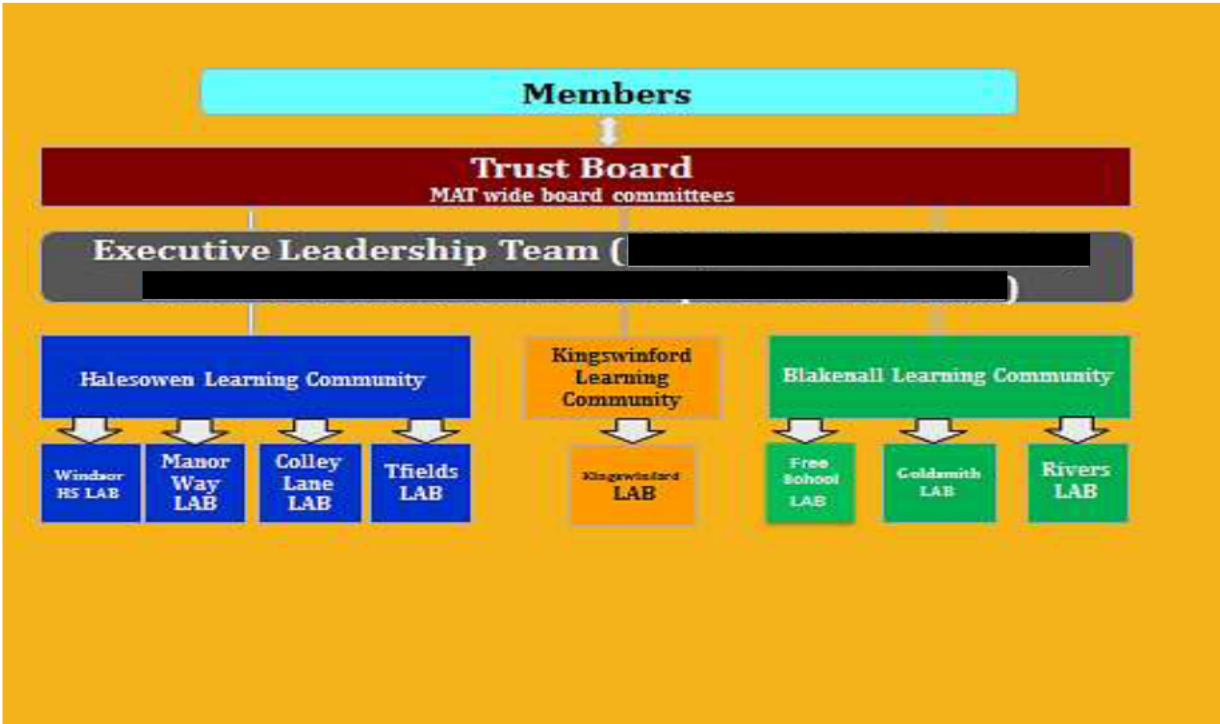 Members
Trust Board
MAT wide board committees
Executive Leadership Team (
)
Halesowen Learning Community
Kingswinford
Learning
Community
Blakenall Learning Community
Windsor
HS LAB
Manor
Way
LAB
Colley
Lane
LAB
Tfields
LAB
Kingswinford
LAB
Free
School
LAB
Goldsmith
LAB
Rivers
LAB